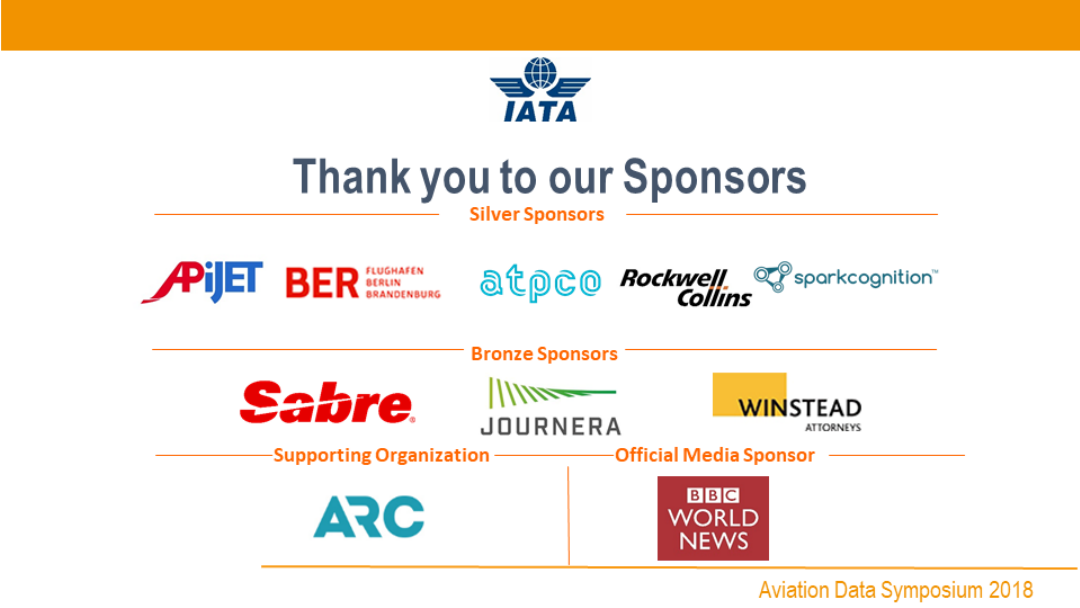 IATA
Thank you to our Sponsors
Silver Sponsors
APiJET
BER
FLUGHAFEN
BERLIN
BRANDENBURG
atpco
Rockwell
Collins
sparkcognition™
Bronze Sponsors
Sabre®
JOURNERA
WINSTEAD
ATTORNEYS
Supporting Organization
Official Media Sponsor
ARC
BBC
WORLD
NEWS
Aviation Data Symposium 2018